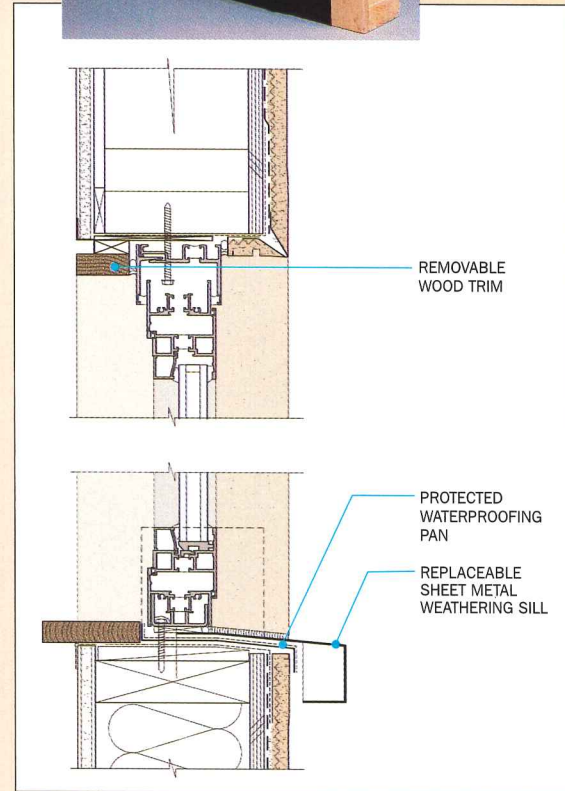 REMOVABLE
WOOD TRIM
PROTECTED
WATERPROOFING
PAN
REPLACEABLE
SHEET METAL
WEATHERING SILL